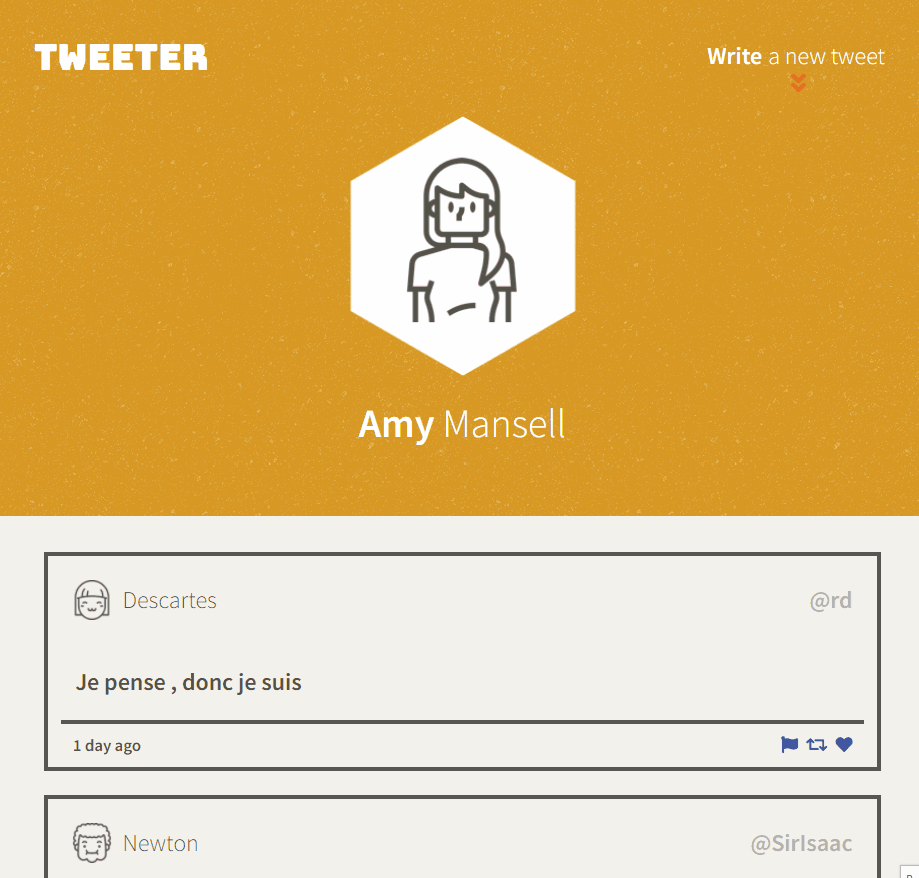 TWEETER
Write a new tweet
Amy Mansell
Descartes
@rd
Je pense , donc je suis
1 day ago
Newton
@SirIsaac